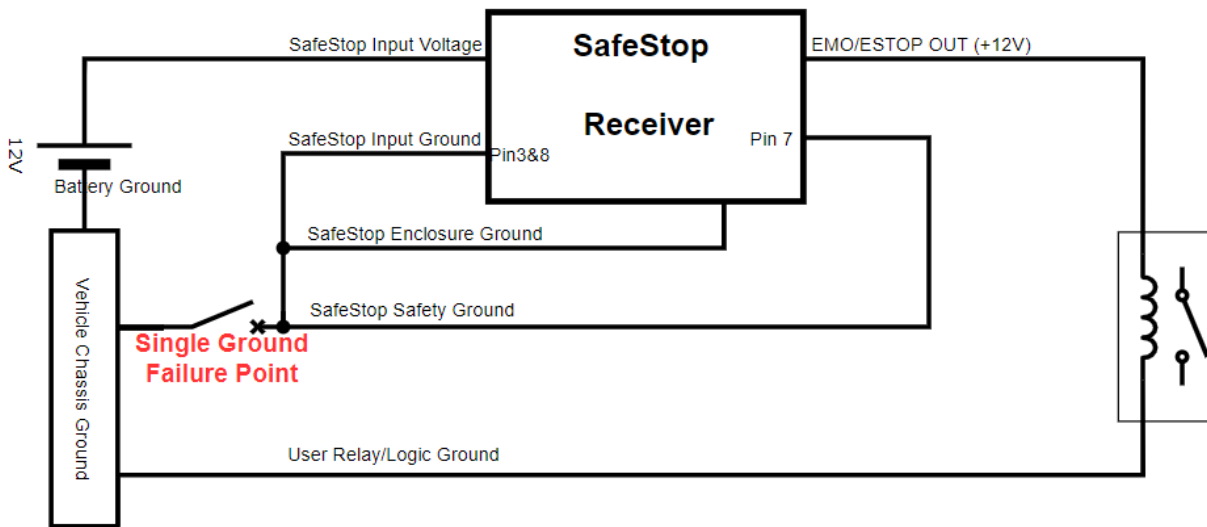 SafeStop Input Voltage
SafeStop
EMO/ESTOP OUT (+12V)
Receiver
SafeStop Input Ground
Pin3&8
Pin 7
12V
Battery Ground
SafeStop Enclosure Ground
Vehicle Chassis Ground
SafeStop Safety Ground
Single Ground
Failure Point
User Relay/Logic Ground